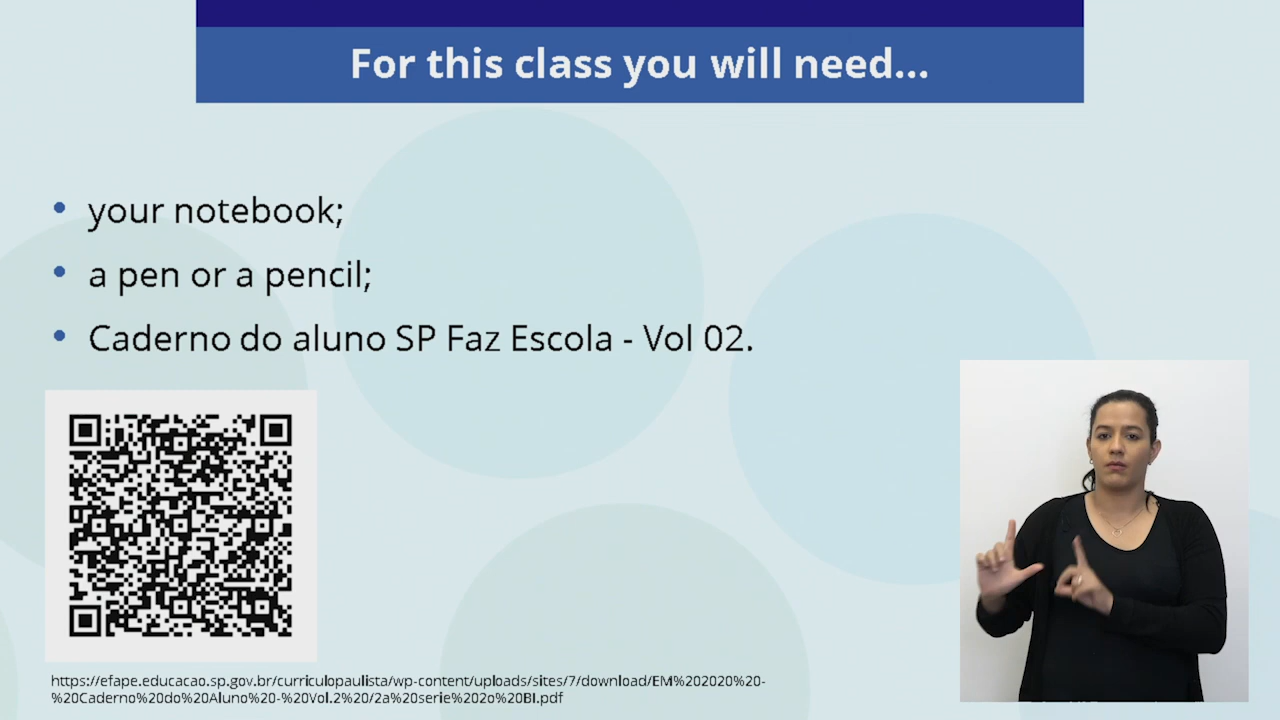 For this class you will need...
your notebook;
a pen or a pencil;
Caderno do aluno SP Faz Escola - Vol 02.
https://efape.educacao.sp.gov.br/curriculopaulista/wp-content/uploads/sites/7/download/EM%202020%20-
%20Caderno%20do%20Aluno%20-%20Vol.2%20/2a%20serie%202o%20BI.pdf